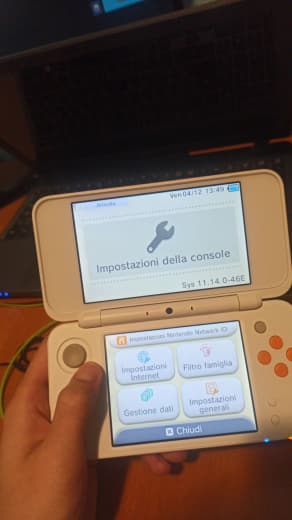 Ven 04/12 13:49
Impostazioni della console
Sys 11.14.0-46E
Impostazioni Nintendo Network ID
Impostazioni
Internet
Filtro famiglia
Gestione dati
Impostazioni
generali
X Chiudi